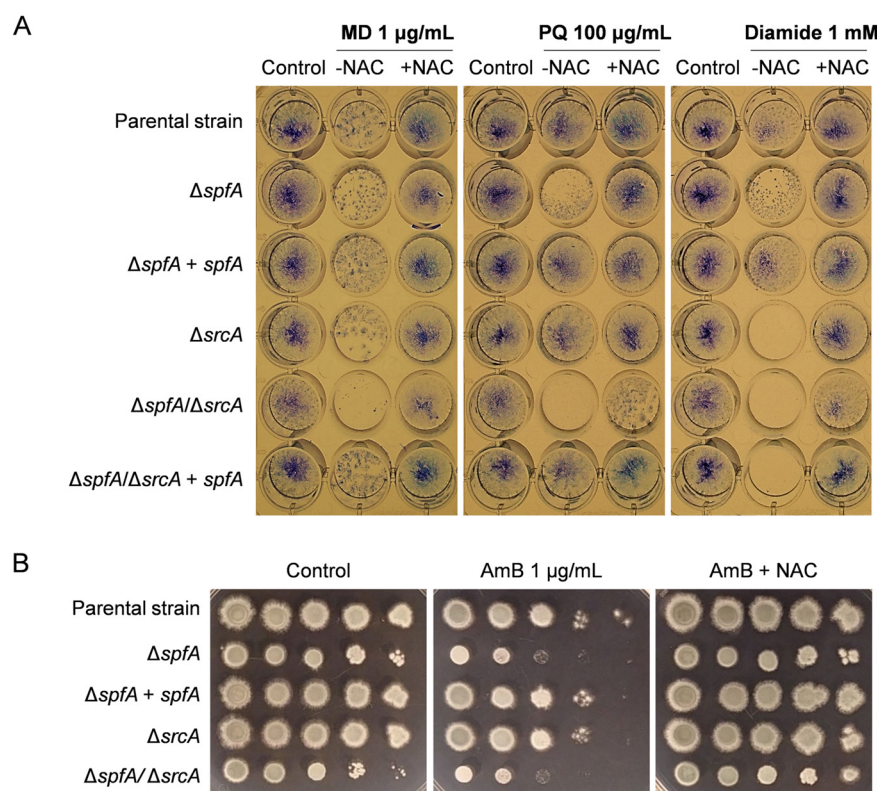 A
MD 1 µg/mL PQ 100 µg/mL Diamide 1 mM
Control -NAC +NAC Control -NAC +NAC Control -NAC +NAC
Parental strain
ΔspfA
ΔspfA + spfA
ΔsrcA
ΔspfA/ΔsrcA
ΔspfA/ΔsrcA + spfA
B
Control AmB 1 µg/mL AmB + NAC
Parental strain
ΔspfA
ΔspfA + spfA
ΔsrcA
ΔspfA/ΔsrcA